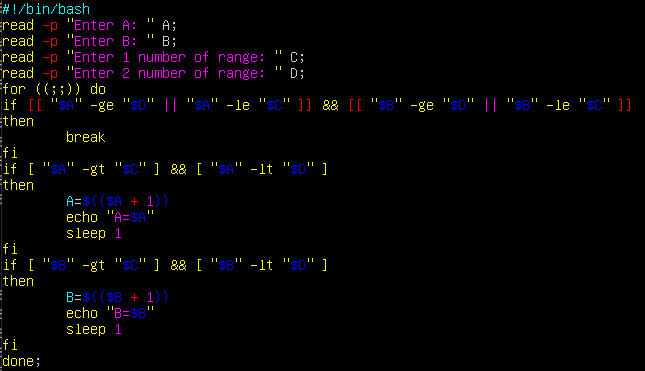 #!/bin/bash
read -p "Enter A: " A;
read -p "Enter B: " B;
read -p "Enter 1 number of range: " C;
read -p "Enter 2 number of range: " D;
for ((;;)) do
if [[ "$A" -ge "$D" || "$A" -le "$C" ]] && [[ "$B" -ge "$D" || "$B" -le "$C" ]]
then
        break
fi
if [ "$A" -gt "$C" ] && [ "$A" -lt "$D" ]
then
        A=$(($A + 1))
        echo "A=$A"
        sleep 1
fi
if [ "$B" -gt "$C" ] && [ "$B" -lt "$D" ]
then
        B=$(($B + 1))
        echo "B=$B"
        sleep 1
fi
done;